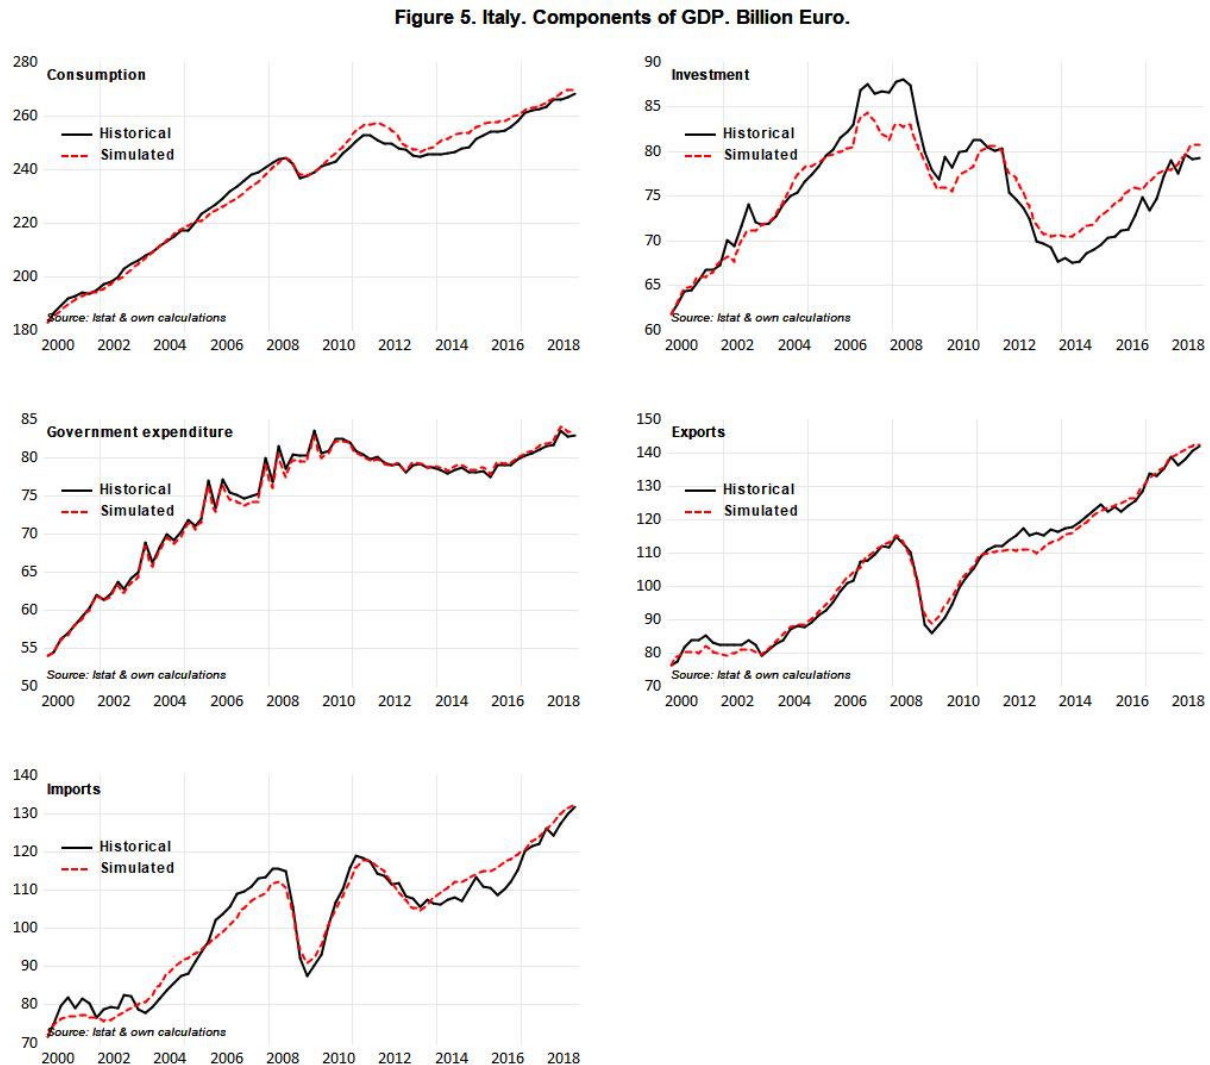 Figure 5. Italy. Components of GDP. Billion Euro.
Consumption
280
260
240
220
200
180
Historical
Simulated
Source: Istat & own calculations
2000 2002 2004 2006 2008 2010 2012 2014 2016 2018
Investment
90
85
80
75
70
65
60
Historical
Simulated
Source: Istat & own calculations
2000 2002 2004 2006 2008 2010 2012 2014 2016 2018
Government expenditure
85
80
75
70
65
60
55
50
Historical
Simulated
Source: Istat & own calculations
2000 2002 2004 2006 2008 2010 2012 2014 2016 2018
Exports
150
140
130
120
110
100
90
80
70
Historical
Simulated
Source: Istat & own calculations
2000 2002 2004 2006 2008 2010 2012 2014 2016 2018
Imports
140
130
120
110
100
90
80
70
Historical
Simulated
Source: Istat & own calculations
2000 2002 2004 2006 2008 2010 2012 2014 2016 2018